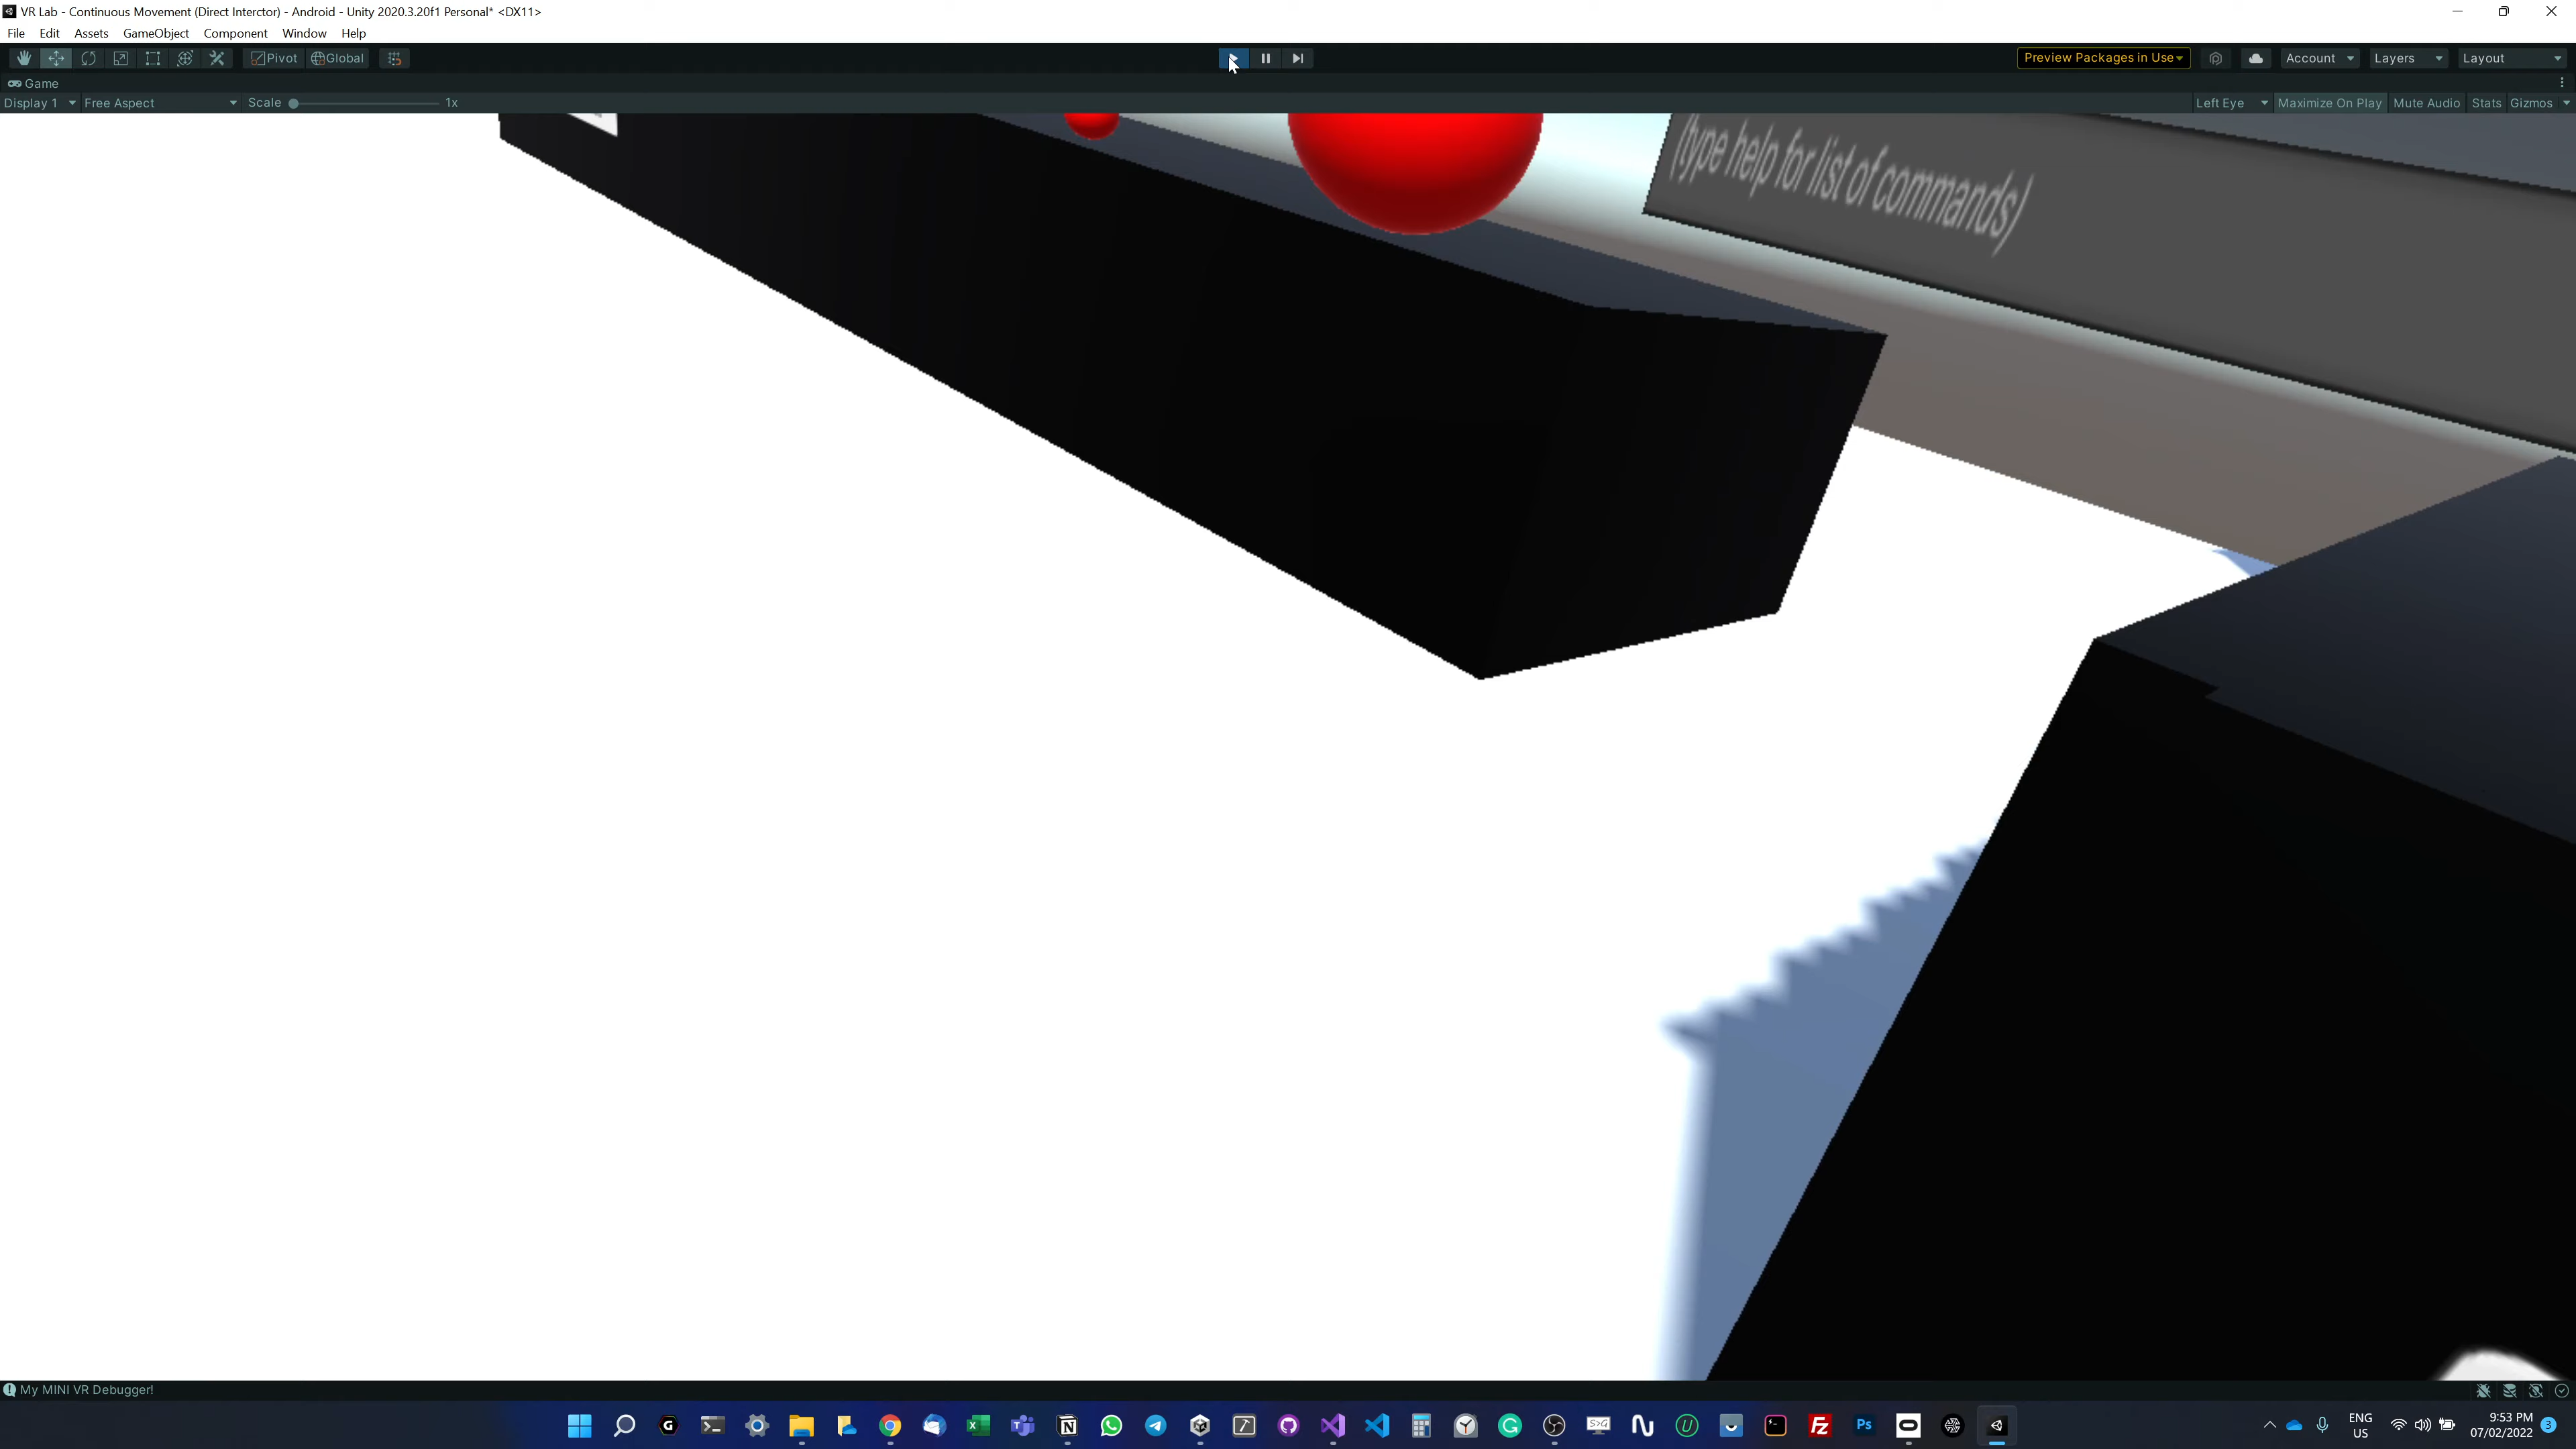 VR Lab - Continuous Movement (Direct Interctor) - Android - Unity 2020.3.20f1 Personal* <DX11>
File Edit Assets GameObject Component Window Help
Pivot Global Preview Packages in Use Account Layers Layout
Game
Display 1 Free Aspect Scale 1x Left Eye Maximize On Play Mute Audio Stats Gizmos
(type help for list of commands)
My MINI VR Debugger!
ENG 9:53 PM
US 07/02/2022 3